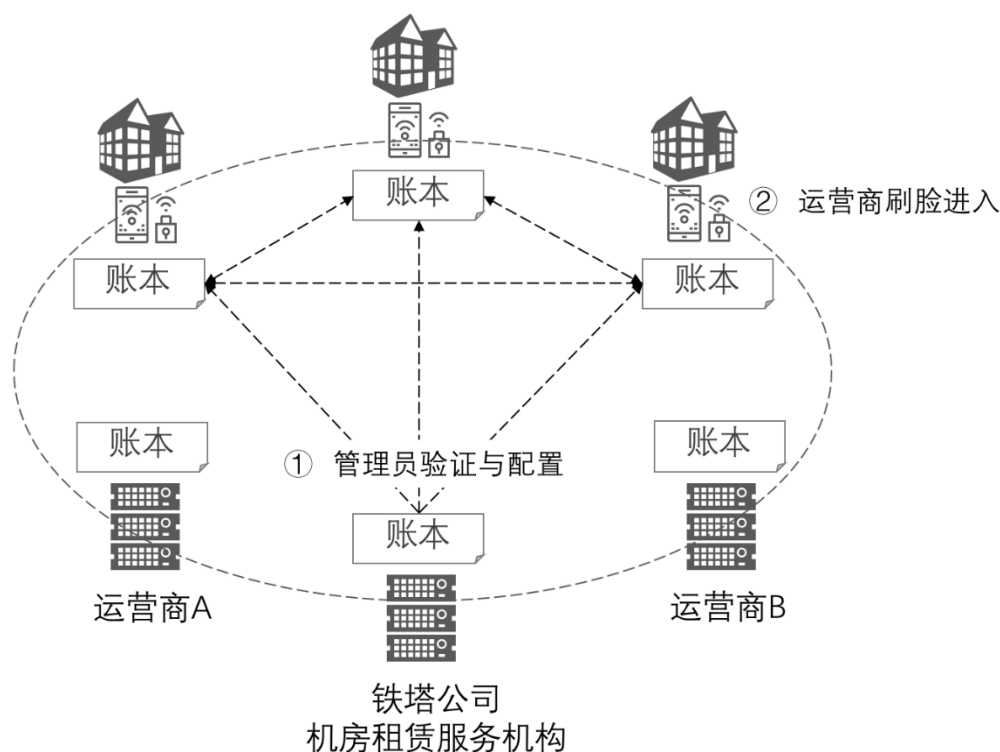 账本
② 运营商刷脸进入
账本
账本
账本
账本
① 管理员验证与配置
账本
运营商A
运营商B
铁塔公司
机房租赁服务机构